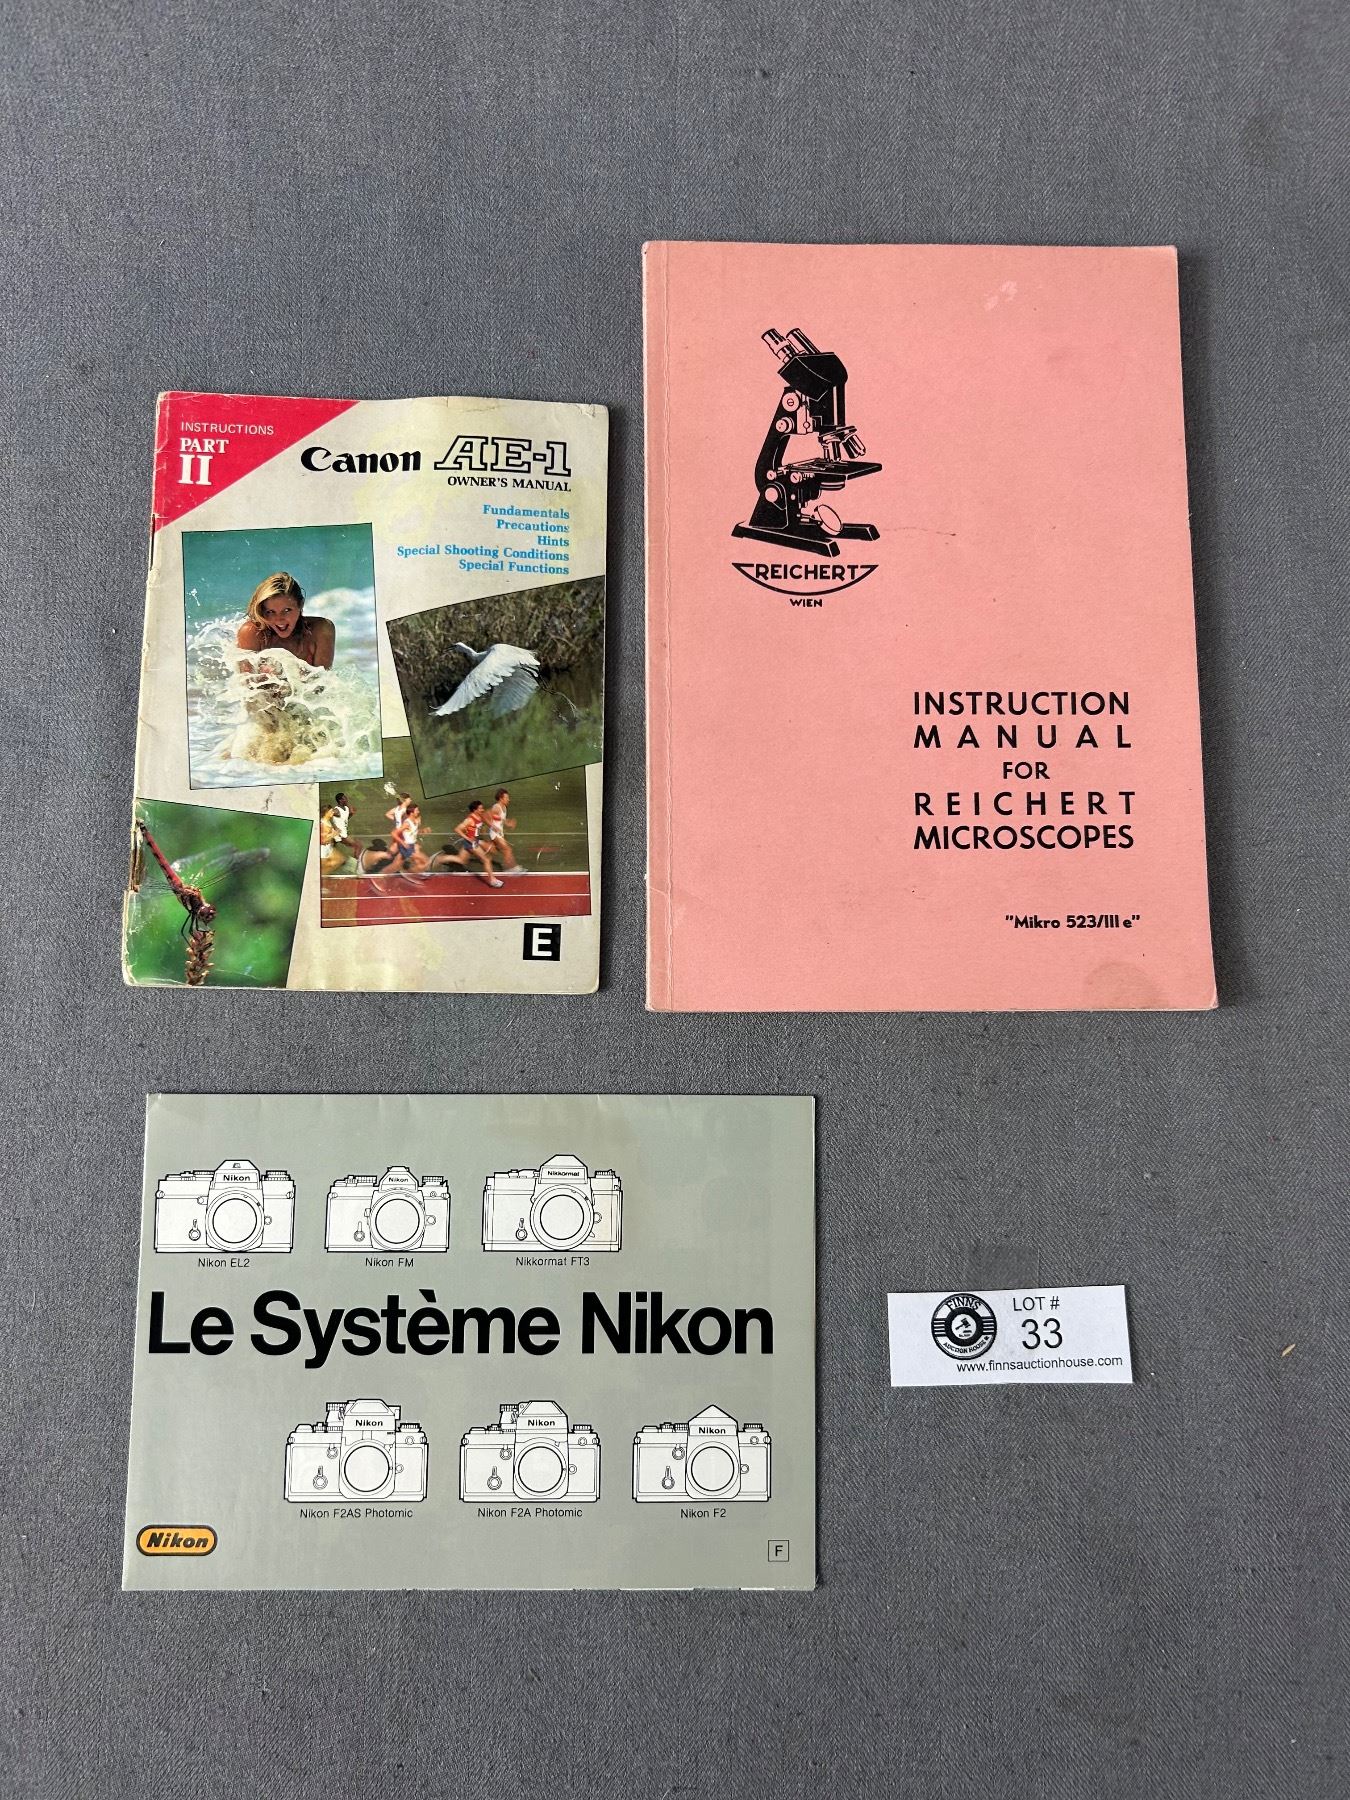 INSTRUCTIONS
PART
II
Canon AE-1
OWNER'S MANUAL
Fundamentals
Precautions
Hints
Special Shooting Conditions
Special Functions
E
REICHERT
WIEN
INSTRUCTION
MANUAL
FOR
REICHERT
MICROSCOPES
"Mikro 523/III e"
Nikon
Nikon
Nikkormat
Nikon EL2
Nikon FM
Nikkormat FT3
Le Système Nikon
Nikon
Nikon
Nikon
Nikon F2AS Photomic
Nikon F2A Photomic
Nikon F2
Nikon
F
FINNS
AUCTION HOUSE
LOT #
33
www.finnsauctionhouse.com